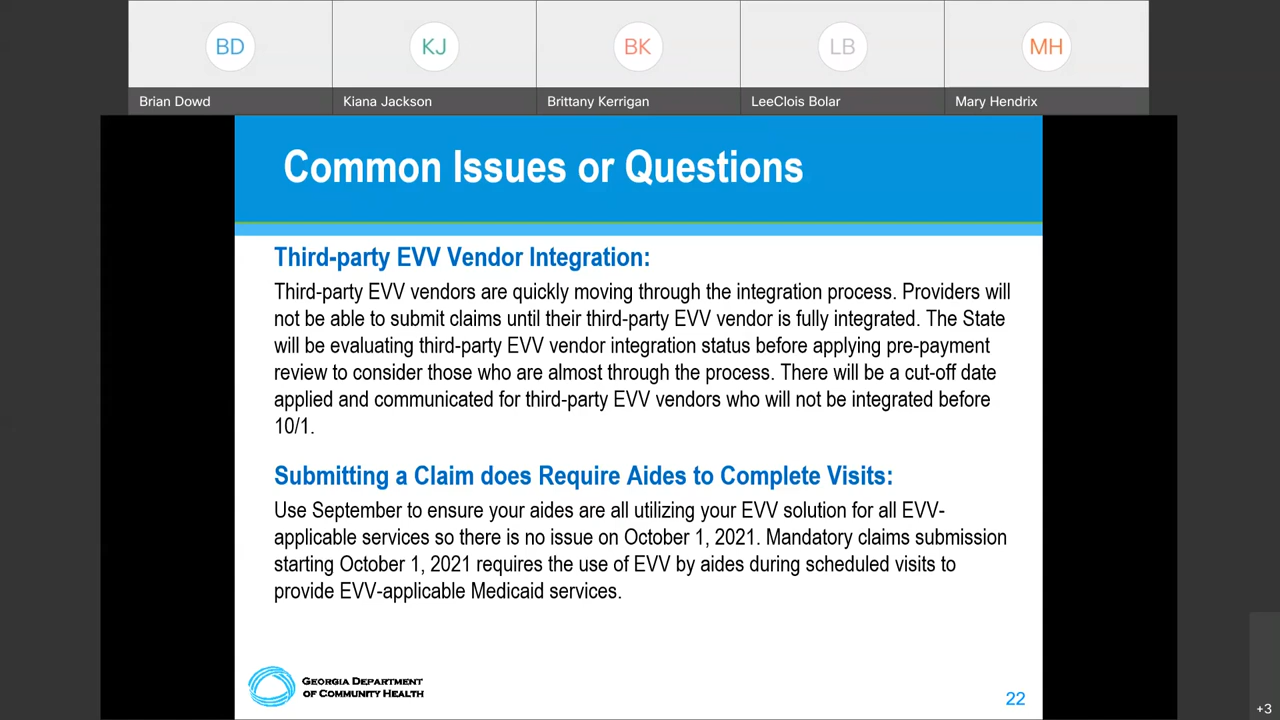 BD
KJ
BK
LB
MH
Brian Dowd
Kiana Jackson
Brittany Kerrigan
LeeClois Bolar
Mary Hendrix
Common Issues or Questions
Third-party EVV Vendor Integration:
Third-party EVV vendors are quickly moving through the integration process. Providers will
not be able to submit claims until their third-party EVV vendor is fully integrated. The State
will be evaluating third-party EVV vendor integration status before applying pre-payment
review to consider those who are almost through the process. There will be a cut-off date
applied and communicated for third-party EVV vendors who will not be integrated before
10/1.
Submitting a Claim does Require Aides to Complete Visits:
Use September to ensure your aides are all utilizing your EVV solution for all EVV-
applicable services so there is no issue on October 1, 2021. Mandatory claims submission
starting October 1, 2021 requires the use of EVV by aides during scheduled visits to
provide EVV-applicable Medicaid services.
GEORGIA DEPARTMENT
OF COMMUNITY HEALTH
22
+3